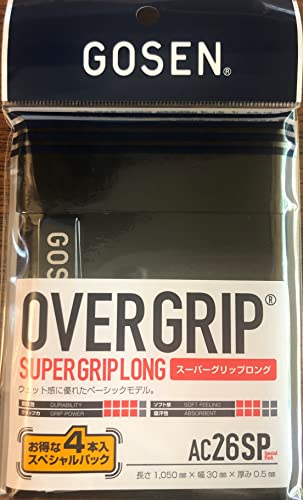 GOSEN®
GOSEN
OVERGRIP®
SUPER GRIP LONG スーパーグリップロング
ウェット感に優れたベーシックモデル。
耐久性 DURABILITY ソフト感 SOFT FEELING
グリップ力 GRIP POWER 吸汗性 ABSORBENT
お得な4本入
スペシャルパック
AC26SP Special Pack
長さ 1,050mm×幅 30mm×厚み 0.5mm